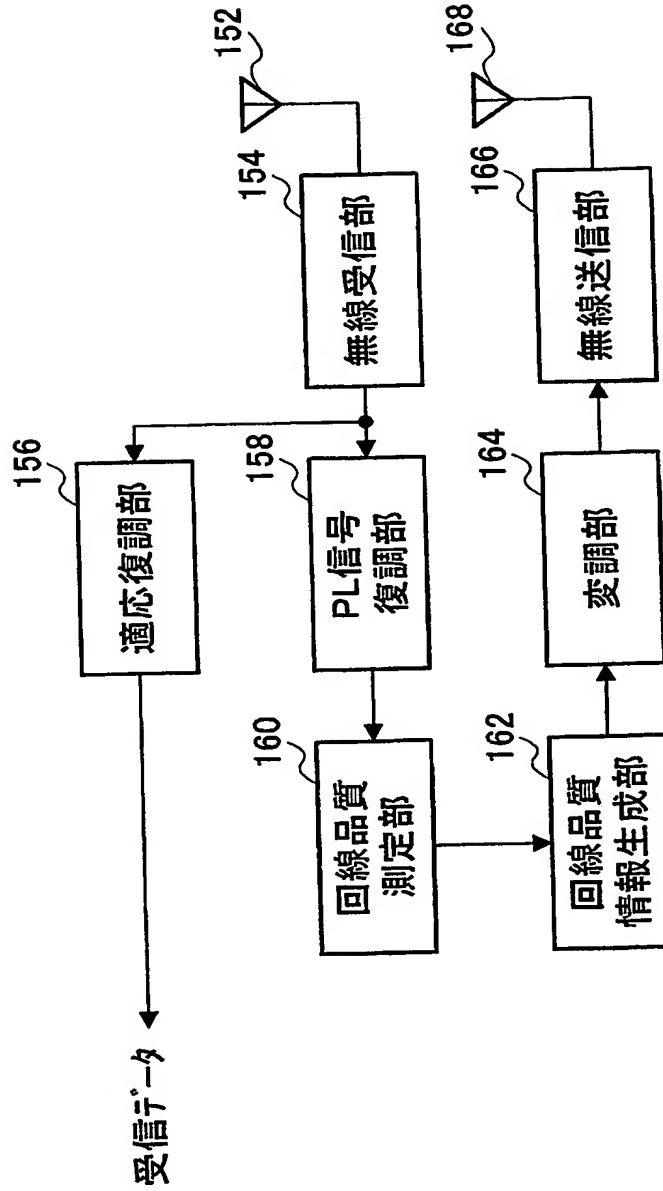 152
154
無線受信部
156
適応復調部
受信データ
158
PL信号
復調部
160
回線品質
測定部
162
回線品質
情報生成部
164
変調部
166
無線送信部
168